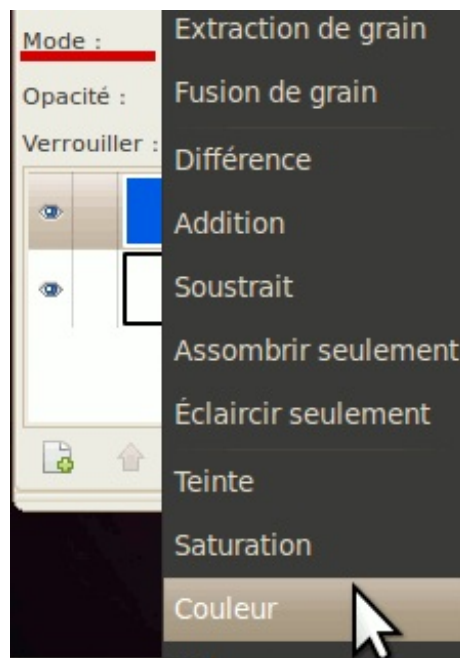 Mode :
Opacité :
Verrouiller :
Extraction de grain
Fusion de grain
Différence
Addition
Soustrait
Assombrir seulement
Éclaircir seulement
Teinte
Saturation
Couleur